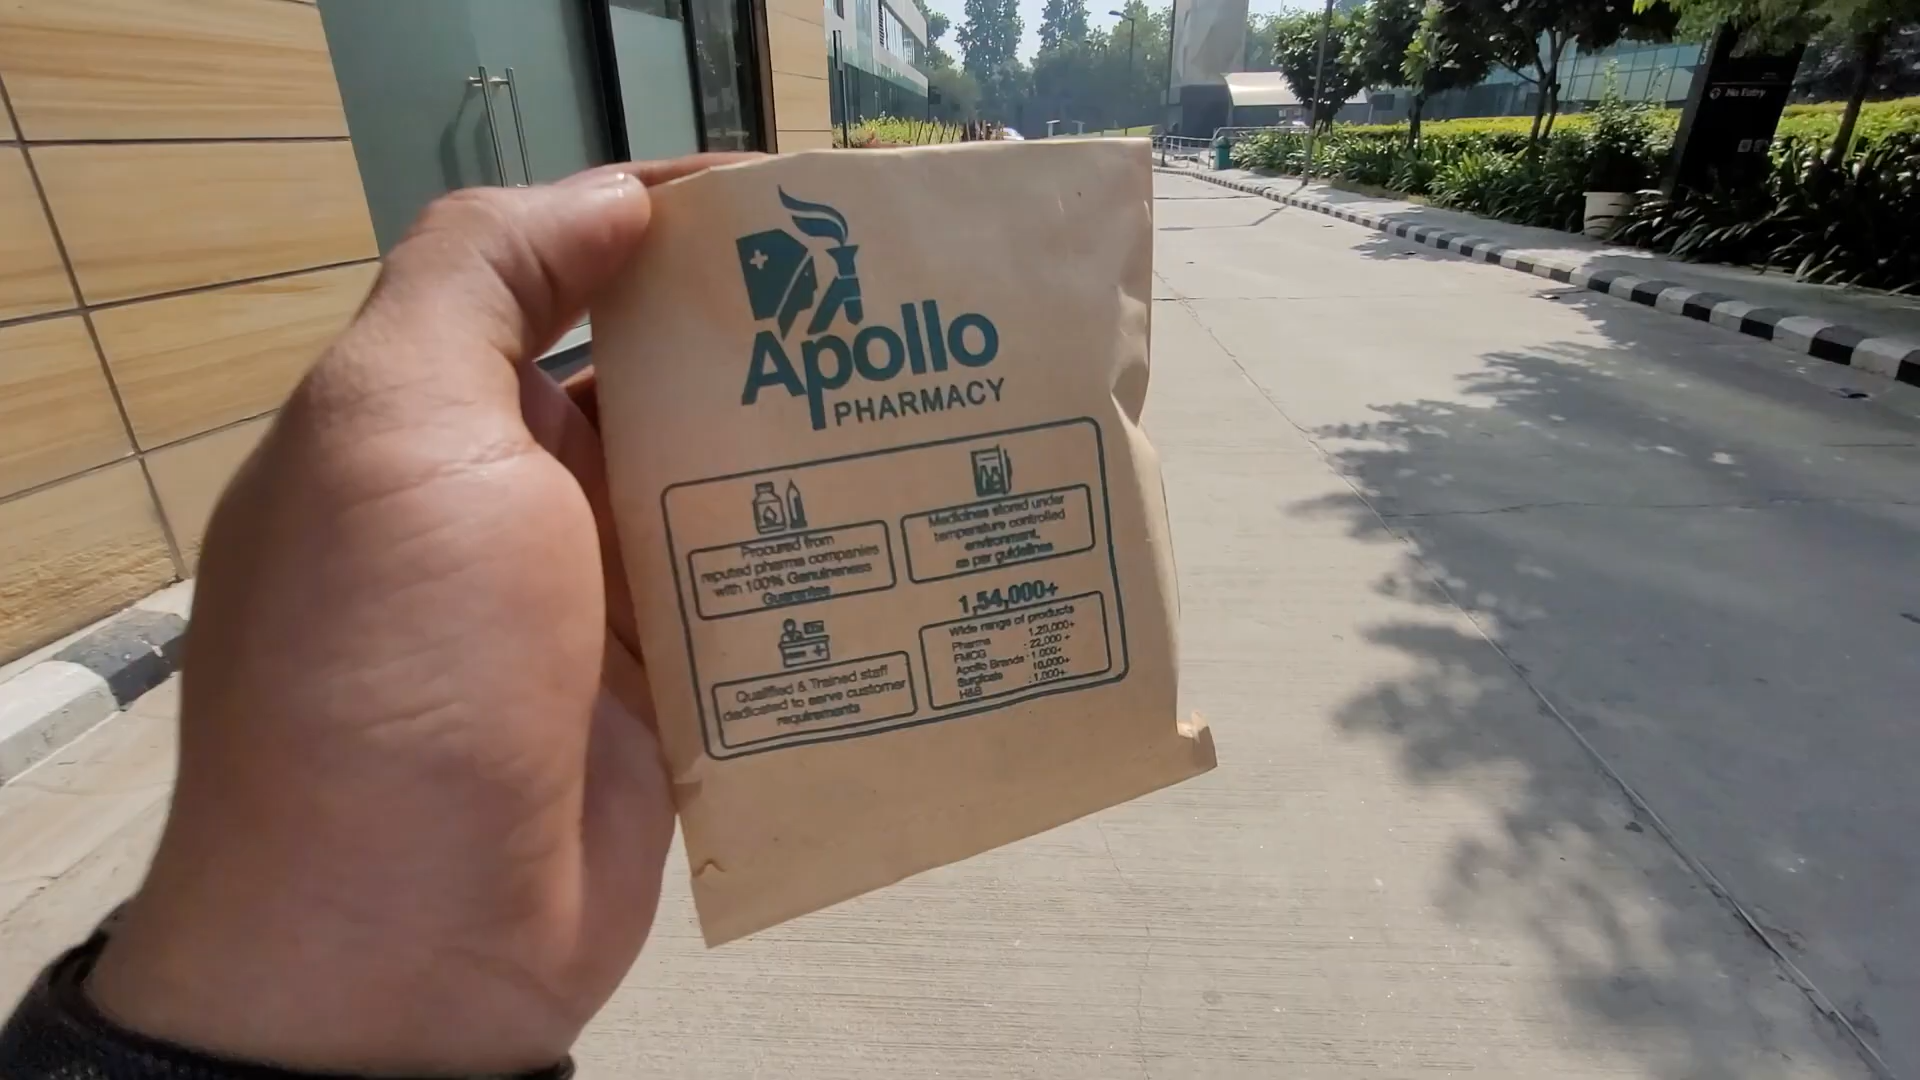 Apollo
PHARMACY
Procured from
reputed pharma companies
with 100% Genuineness
Guarantee
Medicines stored under
temperature controlled
environment,
as per guidelines
Qualified & Trained staff
dedicated to serve customer
requirements
1,54,000+
Wide range of products
Pharma 1,20,000+
FMCG : 22,000 +
Apollo Brands : 1,000+
Surgicals 10,000+
H&B : 1,000+
No Entry